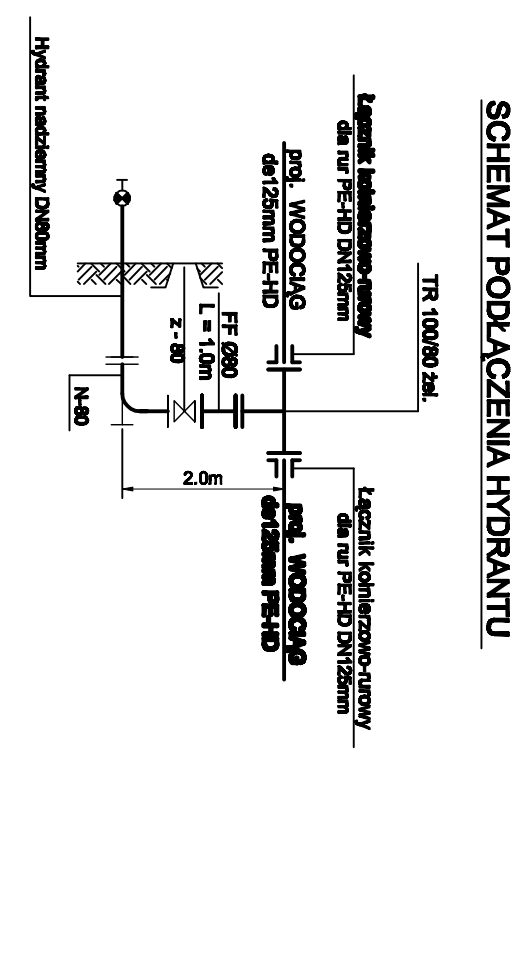 SCHEMAT PODŁĄCZENIA HYDRANTU
TR 100/80 żel.
Łącznik kołnierzowo-rurowy
dla rur PE-HD DN125mm
Łącznik kołnierzowo-rurowy
dla rur PE-HD DN125mm
proj. WODOCIĄG
de125mm PE-HD
proj. WODOCIĄG
de125mm PE-HD
FF Ø80
L = 1.0m
z - 80
2.0m
N-80
Hydrant nadziemny DN80mm